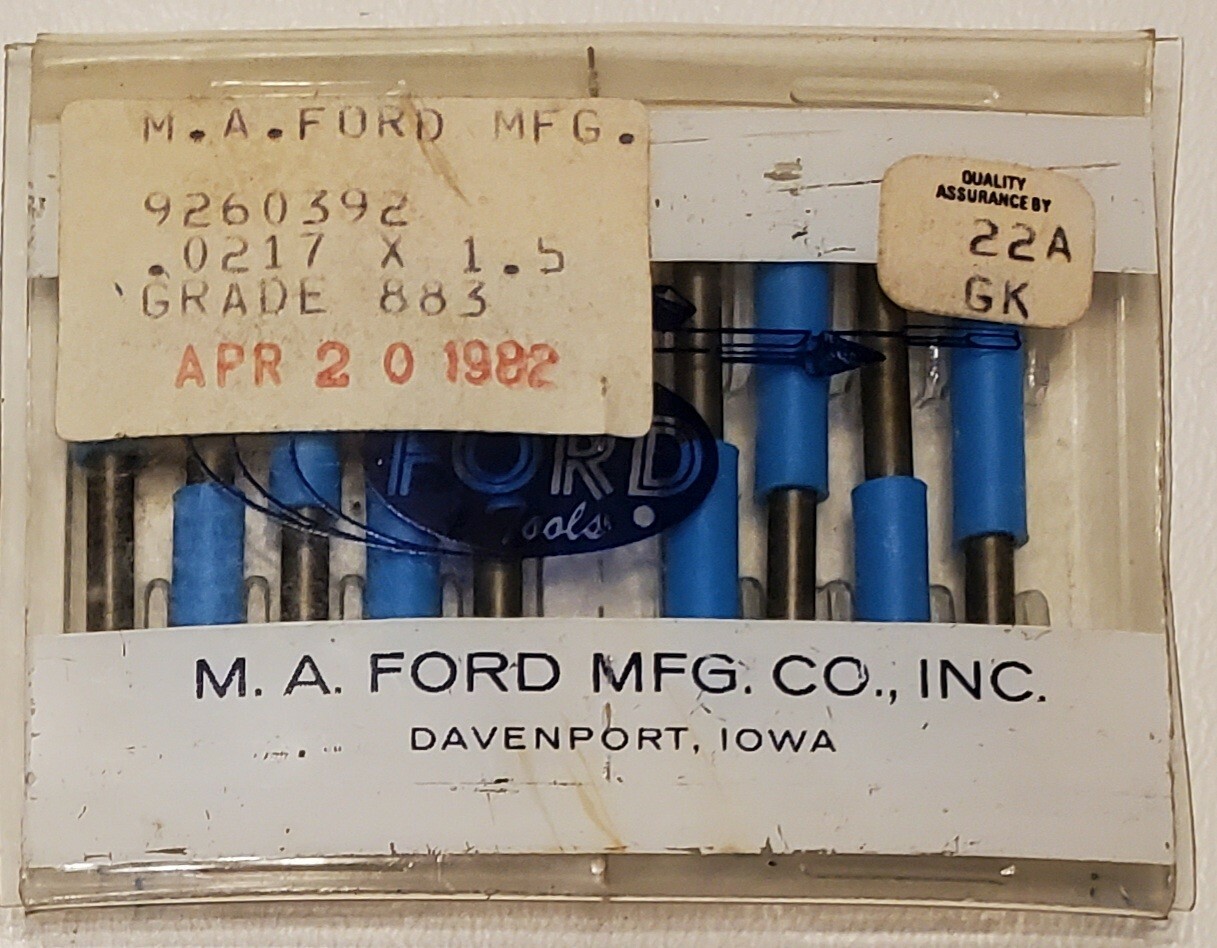 M.A.FORD MFG.
9260392
.0217 X 1.5
GRADE 883
APR 20 1982
QUALITY
ASSURANCE BY
22A
GK
FORD
Tools
M. A. FORD MFG. CO., INC.
DAVENPORT, IOWA